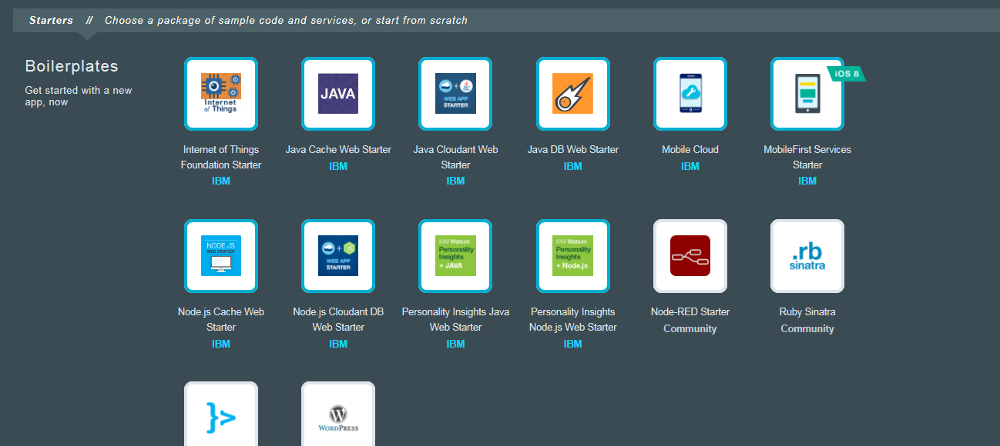 Starters // Choose a package of sample code and services, or start from scratch
Boilerplates
Get started with a new
app, now
Internet
of Things
JAVA
WEB APP
STARTER
iOS 8
Internet of Things
Foundation Starter
IBM
Java Cache Web Starter
IBM
Java Cloudant Web
Starter
IBM
Java DB Web Starter
IBM
Mobile Cloud
IBM
MobileFirst Services
Starter
IBM
NODE JS
WEB STARTER
WEB APP
STARTER
IBM Watson
Personality
Insights
+ JAVA
IBM Watson
Personality
Insights
+ Node.js
.rb
sinatra
Node.js Cache Web
Starter
IBM
Node.js Cloudant DB
Web Starter
IBM
Personality Insights Java
Web Starter
IBM
Personality Insights
Node.js Web Starter
IBM
Node-RED Starter
Community
Ruby Sinatra
Community
}>
WORDPRESS